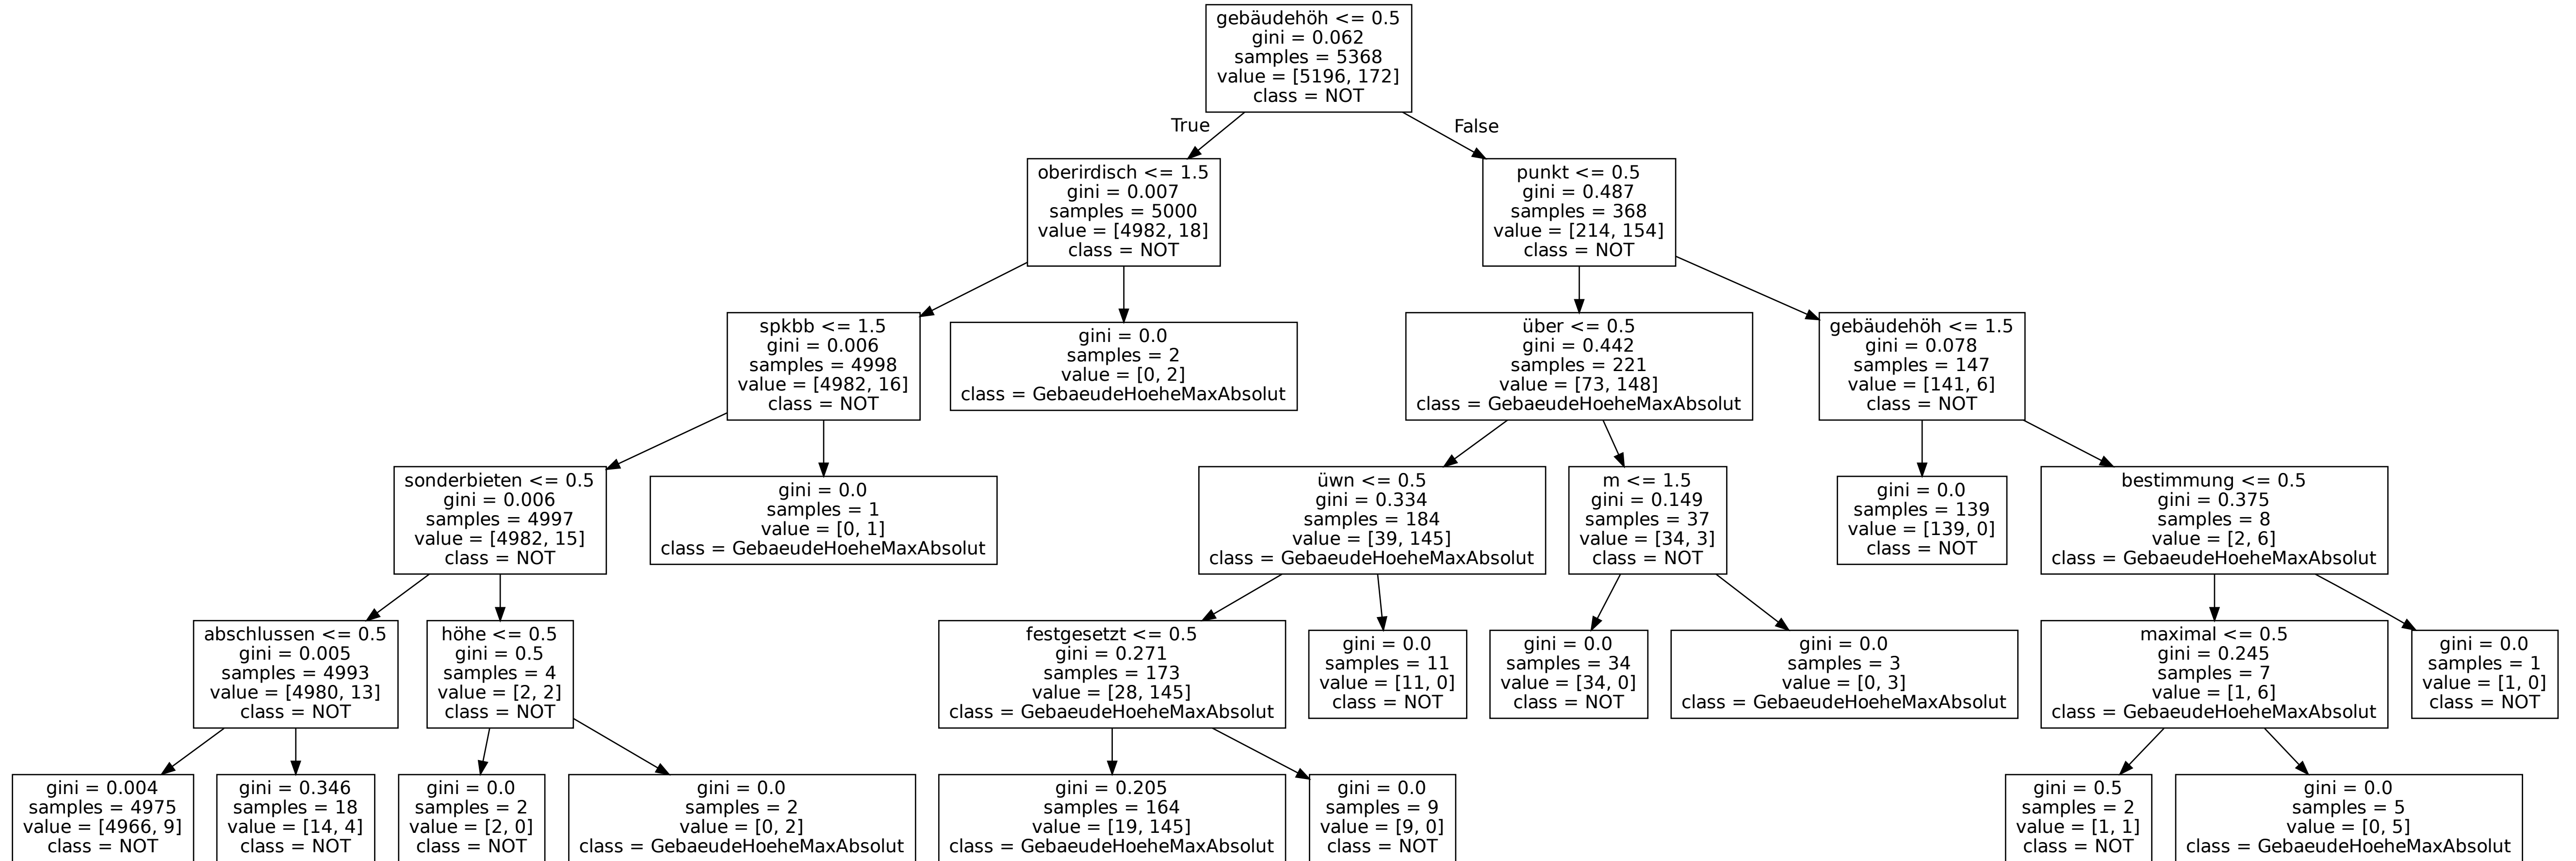 gebäudehöh <= 0.5
gini = 0.062
samples = 5368
value = [5196, 172]
class = NOT
True
False
oberirdisch <= 1.5
gini = 0.007
samples = 5000
value = [4982, 18]
class = NOT
punkt <= 0.5
gini = 0.487
samples = 368
value = [214, 154]
class = NOT
spkbb <= 1.5
gini = 0.006
samples = 4998
value = [4982, 16]
class = NOT
gini = 0.0
samples = 2
value = [0, 2]
class = GebaeudeHoeheMaxAbsolut
über <= 0.5
gini = 0.442
samples = 221
value = [73, 148]
class = GebaeudeHoeheMaxAbsolut
gebäudehöh <= 1.5
gini = 0.078
samples = 147
value = [141, 6]
class = NOT
sonderbieten <= 0.5
gini = 0.006
samples = 4997
value = [4982, 15]
class = NOT
gini = 0.0
samples = 1
value = [0, 1]
class = GebaeudeHoeheMaxAbsolut
üwn <= 0.5
gini = 0.334
samples = 184
value = [39, 145]
class = GebaeudeHoeheMaxAbsolut
m <= 1.5
gini = 0.149
samples = 37
value = [34, 3]
class = NOT
gini = 0.0
samples = 139
value = [139, 0]
class = NOT
bestimmung <= 0.5
gini = 0.375
samples = 8
value = [2, 6]
class = GebaeudeHoeheMaxAbsolut
abschlussen <= 0.5
gini = 0.005
samples = 4993
value = [4980, 13]
class = NOT
höhe <= 0.5
gini = 0.5
samples = 4
value = [2, 2]
class = NOT
festgesetzt <= 0.5
gini = 0.271
samples = 173
value = [28, 145]
class = GebaeudeHoeheMaxAbsolut
gini = 0.0
samples = 11
value = [11, 0]
class = NOT
gini = 0.0
samples = 34
value = [34, 0]
class = NOT
gini = 0.0
samples = 3
value = [0, 3]
class = GebaeudeHoeheMaxAbsolut
maximal <= 0.5
gini = 0.245
samples = 7
value = [1, 6]
class = GebaeudeHoeheMaxAbsolut
gini = 0.0
samples = 1
value = [1, 0]
class = NOT
gini = 0.004
samples = 4975
value = [4966, 9]
class = NOT
gini = 0.346
samples = 18
value = [14, 4]
class = NOT
gini = 0.0
samples = 2
value = [2, 0]
class = NOT
gini = 0.0
samples = 2
value = [0, 2]
class = GebaeudeHoeheMaxAbsolut
gini = 0.205
samples = 164
value = [19, 145]
class = GebaeudeHoeheMaxAbsolut
gini = 0.0
samples = 9
value = [9, 0]
class = NOT
gini = 0.5
samples = 2
value = [1, 1]
class = NOT
gini = 0.0
samples = 5
value = [0, 5]
class = GebaeudeHoeheMaxAbsolut